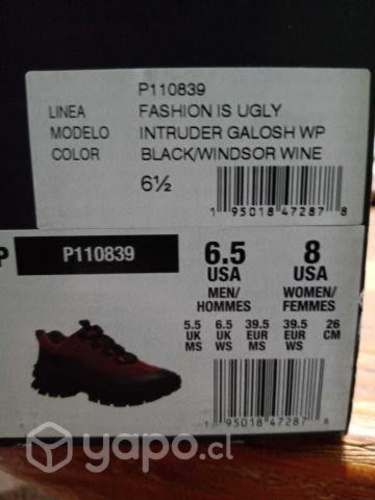 P110839
LINEA FASHION IS UGLY
MODELO INTRUDER GALOSH WP
COLOR BLACK/WINDSOR WINE
6½
1 95018 47287 8
P P110839
6.5 8
USA USA
MEN/ WOMEN/
HOMMES FEMMES
5.5 6.5 39.5 39.5 26
UK UK EUR EUR CM
MS WS MS WS
1 95018 47287 8
yapo.cl